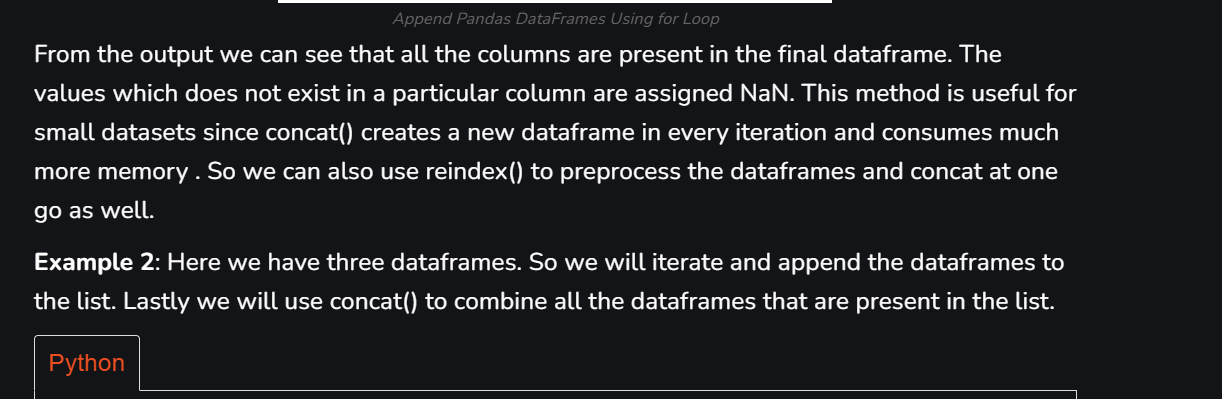 Append Pandas DataFrames Using for Loop
From the output we can see that all the columns are present in the final dataframe. The
values which does not exist in a particular column are assigned NaN. This method is useful for
small datasets since concat() creates a new dataframe in every iteration and consumes much
more memory . So we can also use reindex() to preprocess the dataframes and concat at one
go as well.
Example 2: Here we have three dataframes. So we will iterate and append the dataframes to
the list. Lastly we will use concat() to combine all the dataframes that are present in the list.
Python